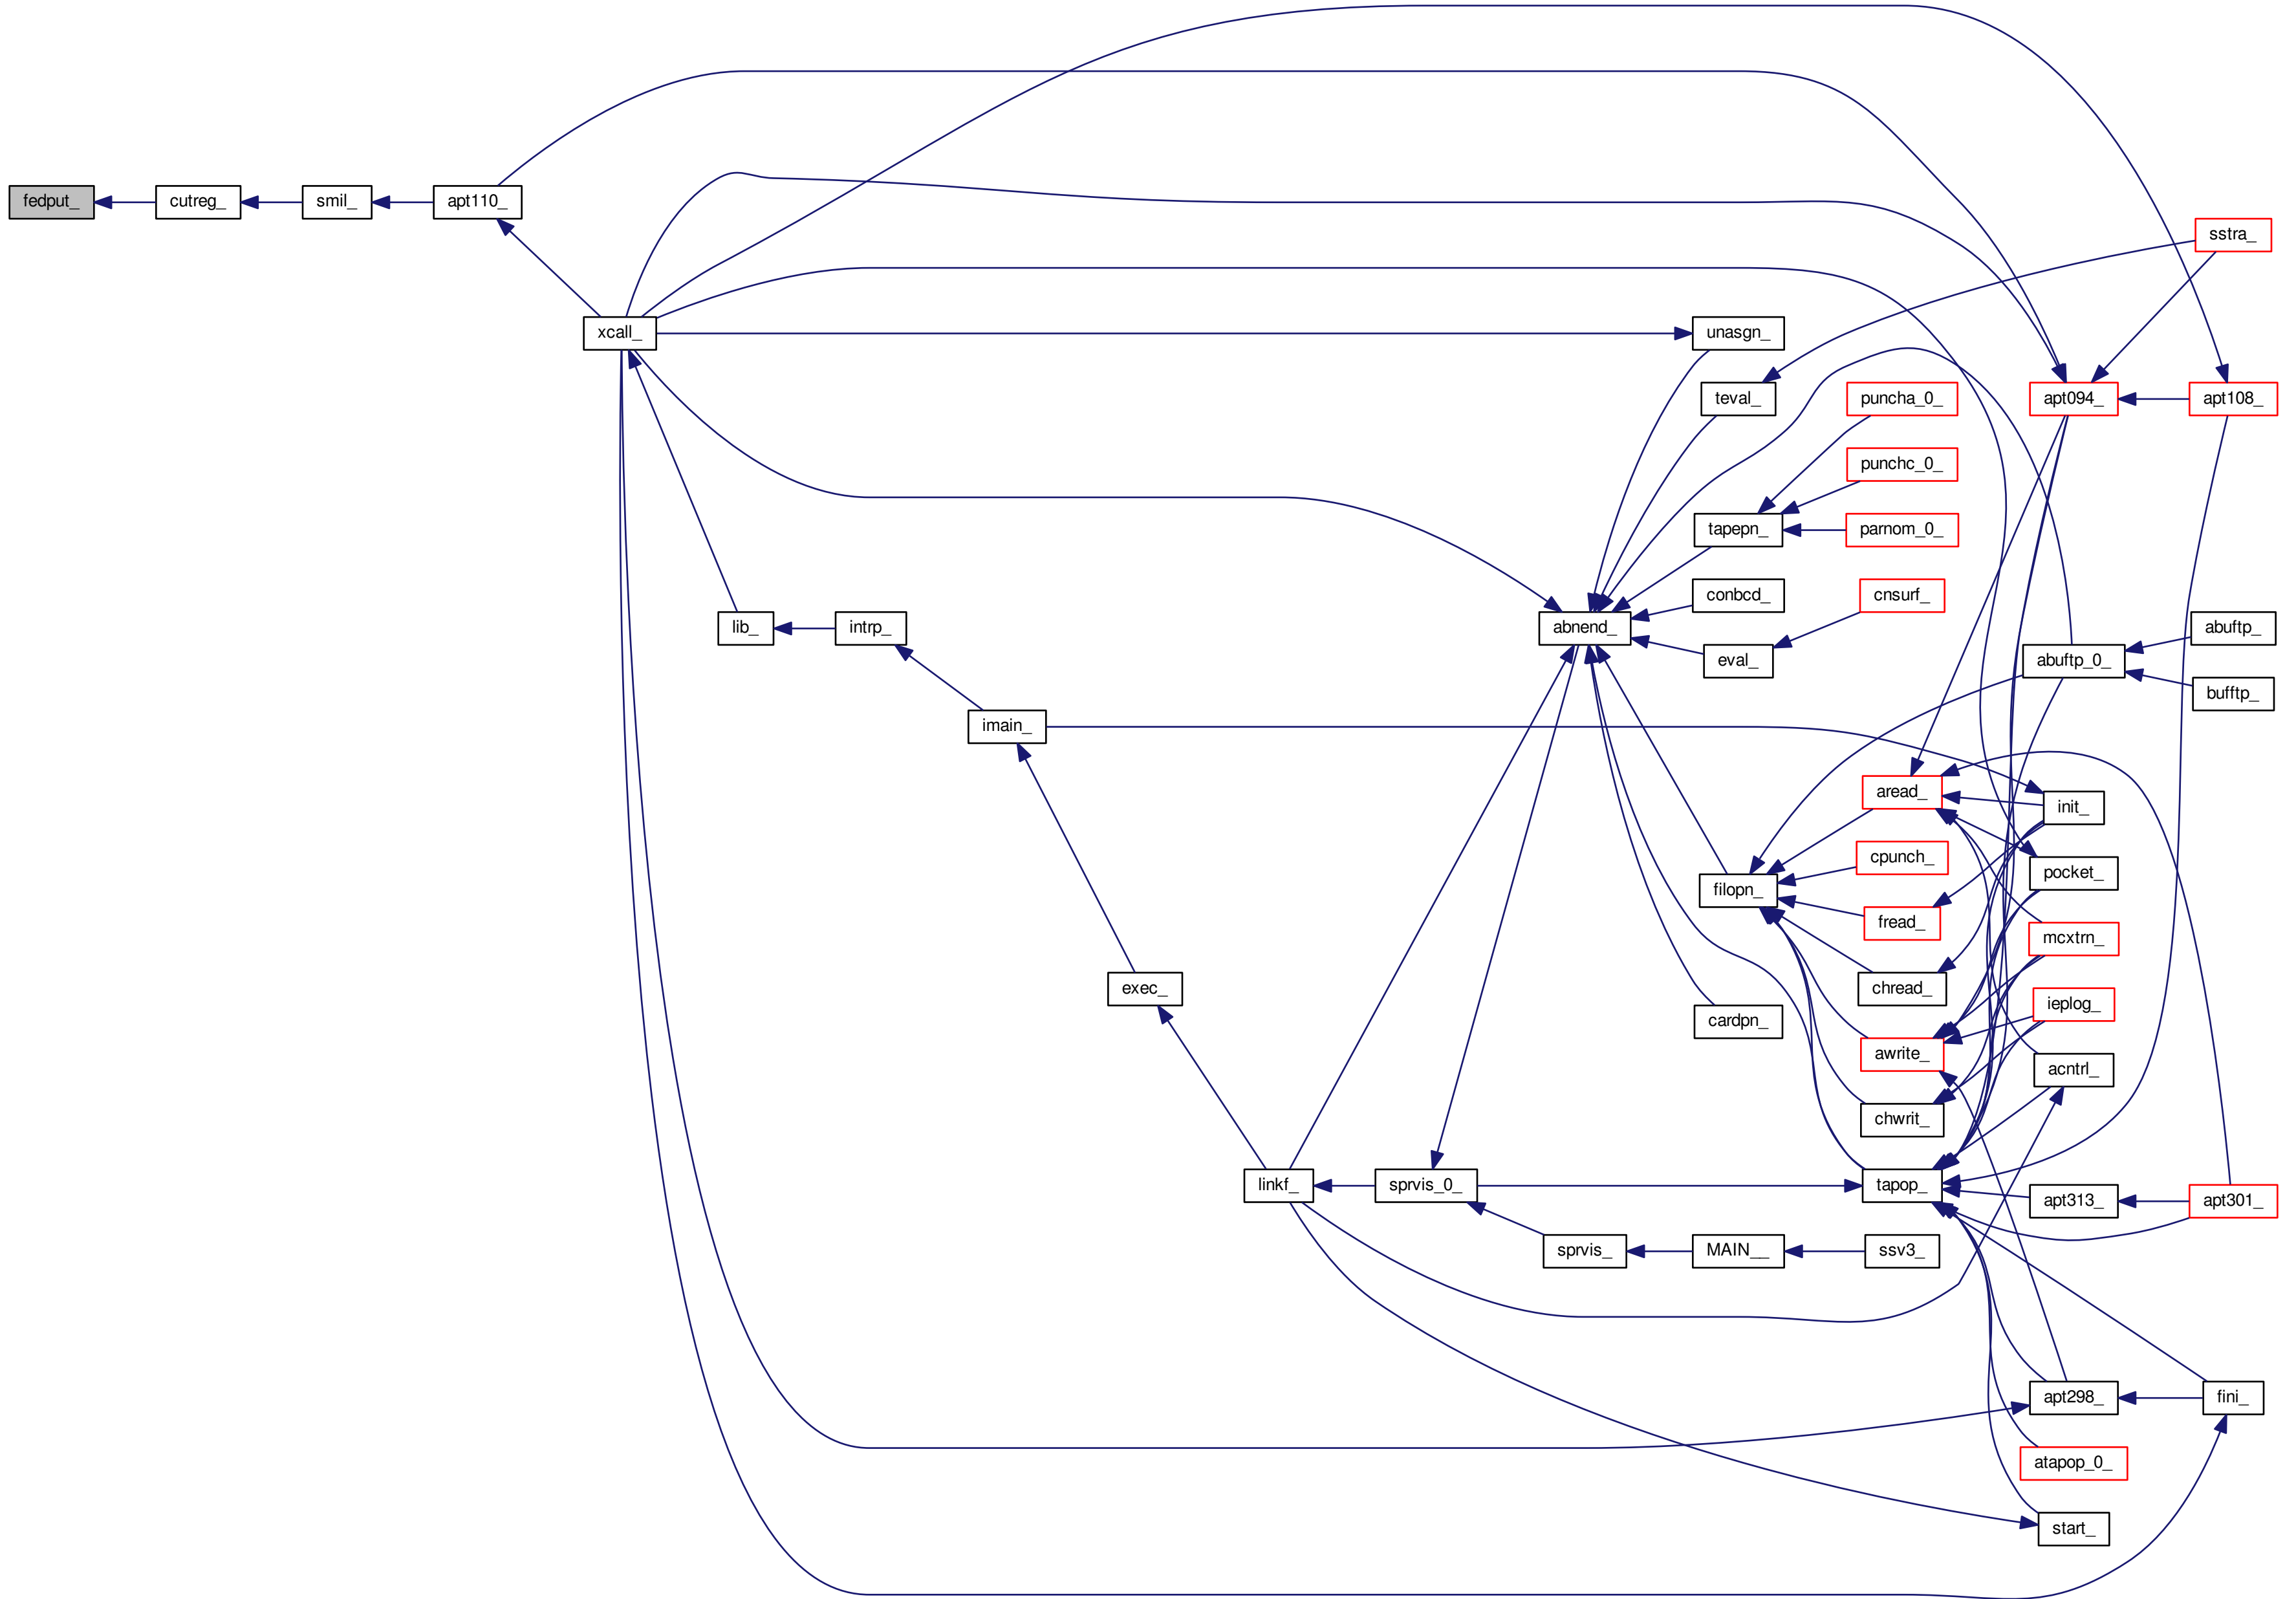 fedput_
cutreg_
smil_
apt110_
sstra_
xcall_
unasgn_
teval_
puncha_0_
apt094_
apt108_
punchc_0_
tapepn_
parnom_0_
conbcd_
cnsurf_
lib_
intrp_
abnend_
abuftp_
eval_
abuftp_0_
bufftp_
imain_
aread_
init_
cpunch_
pocket_
filopn_
fread_
mcxtrn_
exec_
chread_
ieplog_
cardpn_
awrite_
acntrl_
chwrit_
linkf_
sprvis_0_
tapop_
apt313_
apt301_
sprvis_
MAIN__
ssv3_
apt298_
fini_
atapop_0_
start_